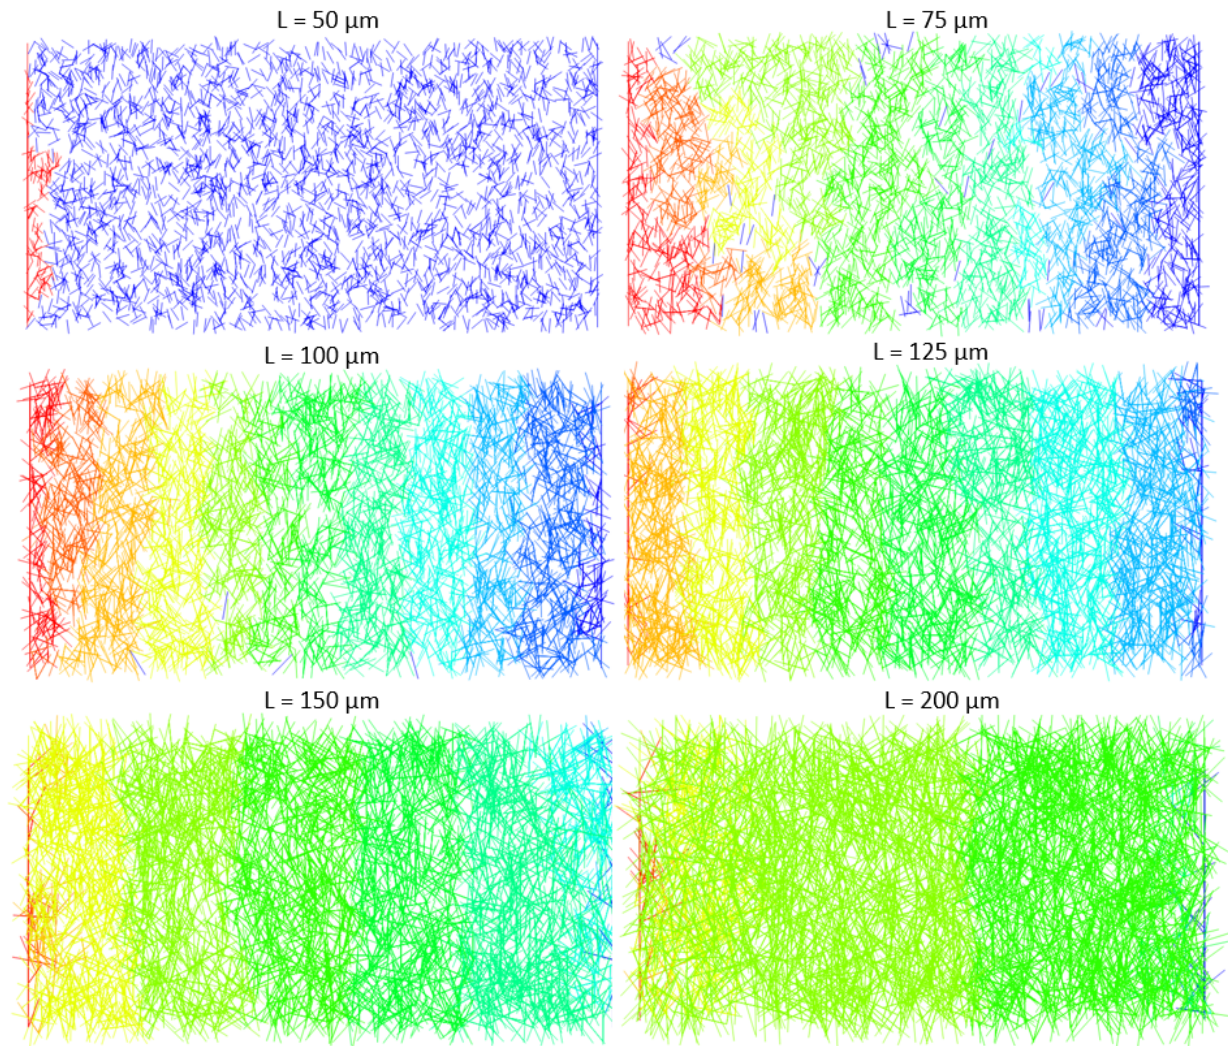 L = 50 µm
L = 75 µm
L = 100 µm
L = 125 µm
L = 150 µm
L = 200 µm